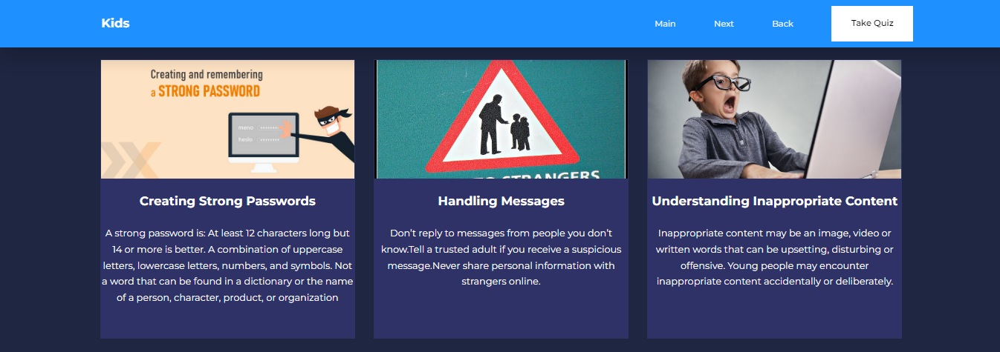 Kids
Main
Next
Back
Take Quiz
Creating and remembering
a STRONG PASSWORD
meno
heslo
STRANGERS
Creating Strong Passwords
A strong password is: At least 12 characters long but
14 or more is better. A combination of uppercase
letters, lowercase letters, numbers, and symbols. Not
a word that can be found in a dictionary or the name
of a person, character, product, or organization
Handling Messages
Don’t reply to messages from people you don’t
know.Tell a trusted adult if you receive a suspicious
message.Never share personal information with
strangers online.
Understanding Inappropriate Content
Inappropriate content may be an image, video or
written words that can be upsetting, disturbing or
offensive. Young people may encounter
inappropriate content accidentally or deliberately.